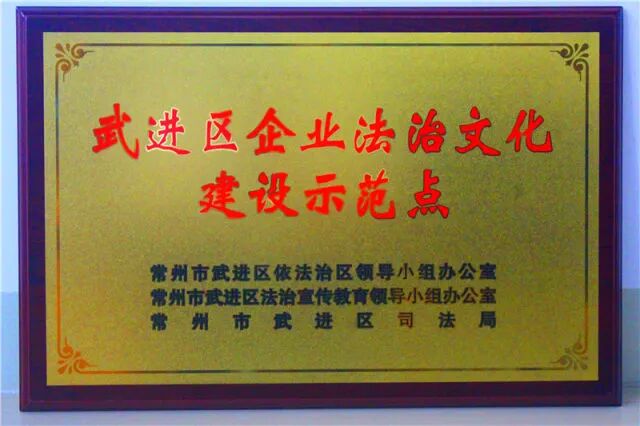 武进区企业法治文化
建设示范点
常州市武进区依法治区领导小组办公室
常州市武进区法治宣传教育领导小组办公室
常州市武进区司法局